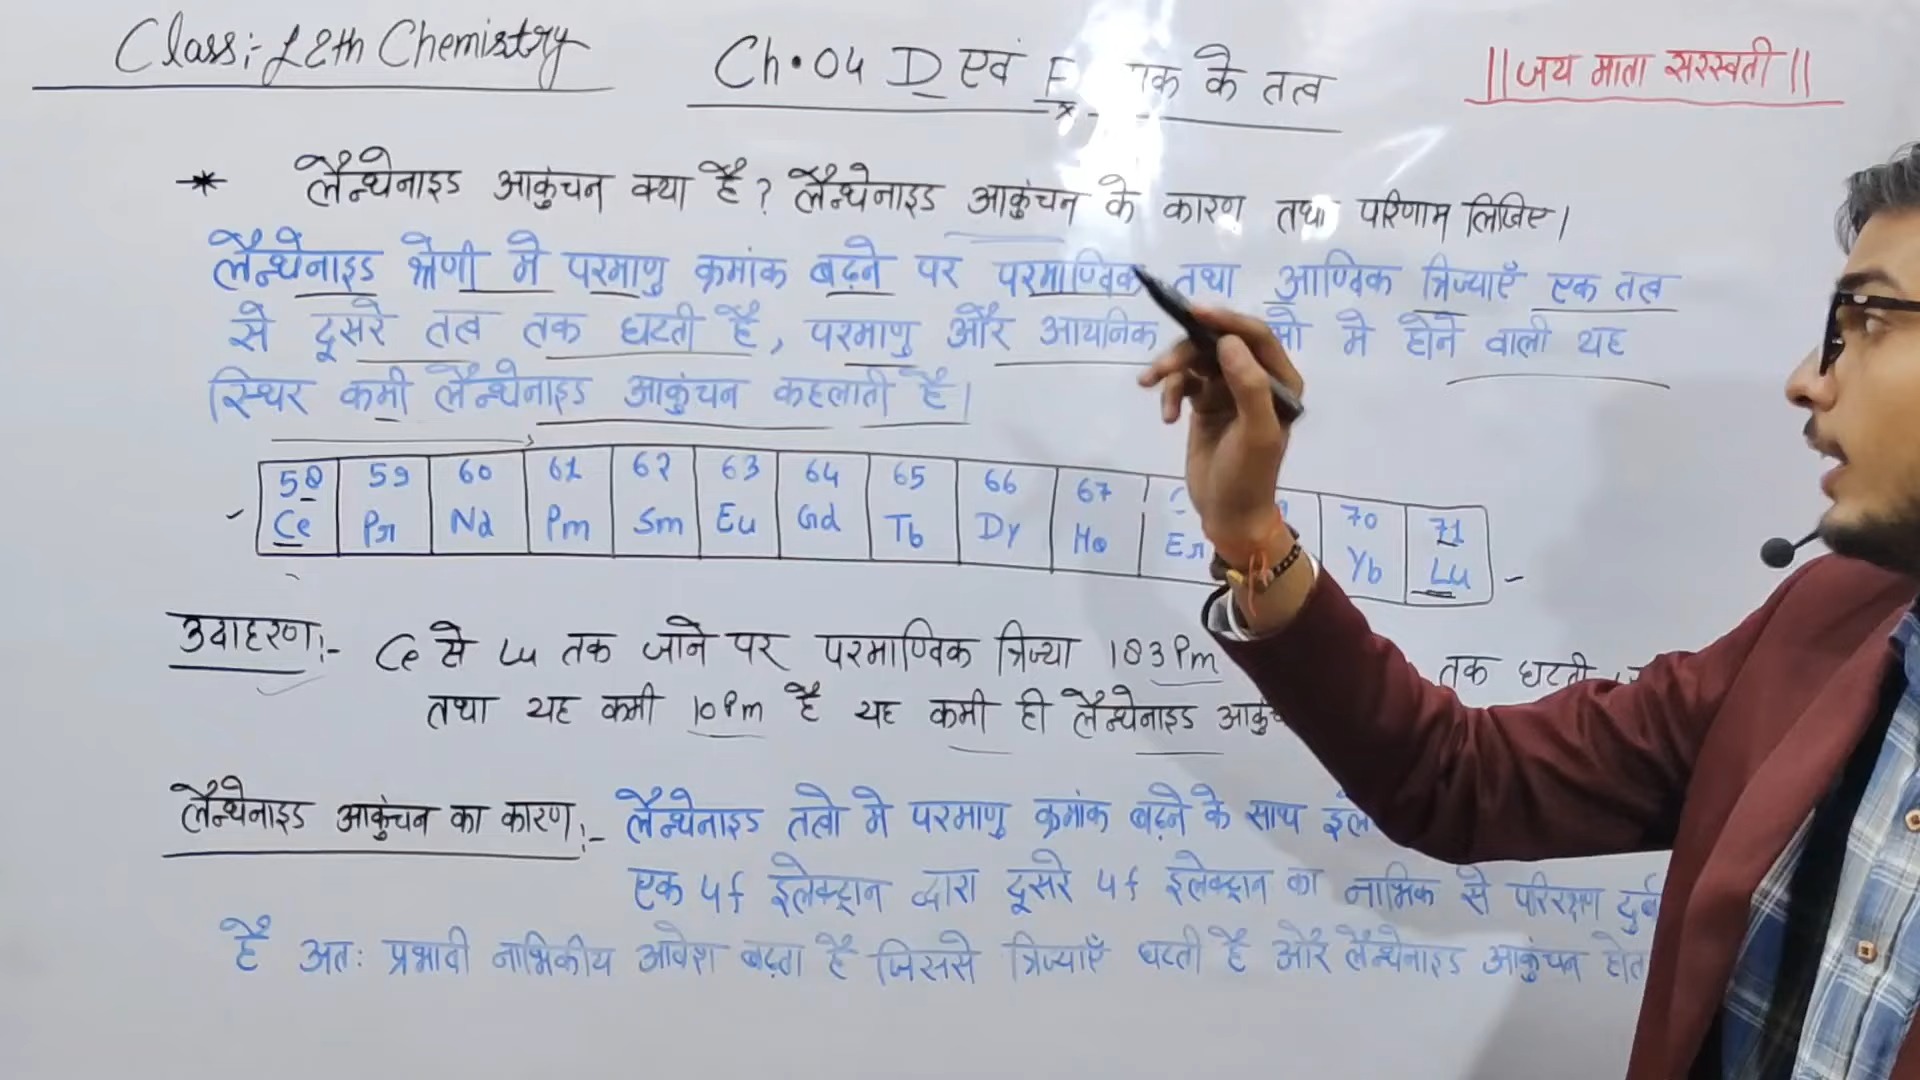 Class:- 12th Chemistry
Ch.04 D एवं F के तत्व
||जय माता सरस्वती||
* लैन्थेनाइड आकुंचन क्या है? लैन्थेनाइड आकुंचन के कारण तथा परिणाम लिखिए।
लैन्थेनाइड श्रेणी मे परमाणु क्रमांक बढ़ने पर परमाण्विक तथा आण्विक त्रिज्याएँ एक तत्व
से दूसरे तत्व तक घटती है, परमाणु और आयनिक मे होने वाली यह
स्थिर कमी लैन्थेनाइड आकुंचन कहलाती है।
58 59 60 61 62 63 64 65 66 67 70 71
Ce Pr Nd Pm Sm Eu Gd Tb Dy Ho Er Yb Lu
उदाहरण:- Ce से Lu तक जाने पर परमाण्विक त्रिज्या 183 Pm तक घटती
तथा यह कमी 10 Pm है यह कमी ही लैन्थेनाइड
लैन्थेनाइड आकुंचन का कारण:- लैन्थेनाइड तत्वो मे परमाणु क्रमांक बढ़ने के साथ
एक 4f इलेक्ट्रान द्वारा दूसरे 4f इलेक्ट्रान का नाभिक से परिरक्षण
है अत: प्रभावी नाभिकीय आवेश बढ़ता है जिससे त्रिज्याएँ घटती है और लैन्थेनाइड आकुंचन